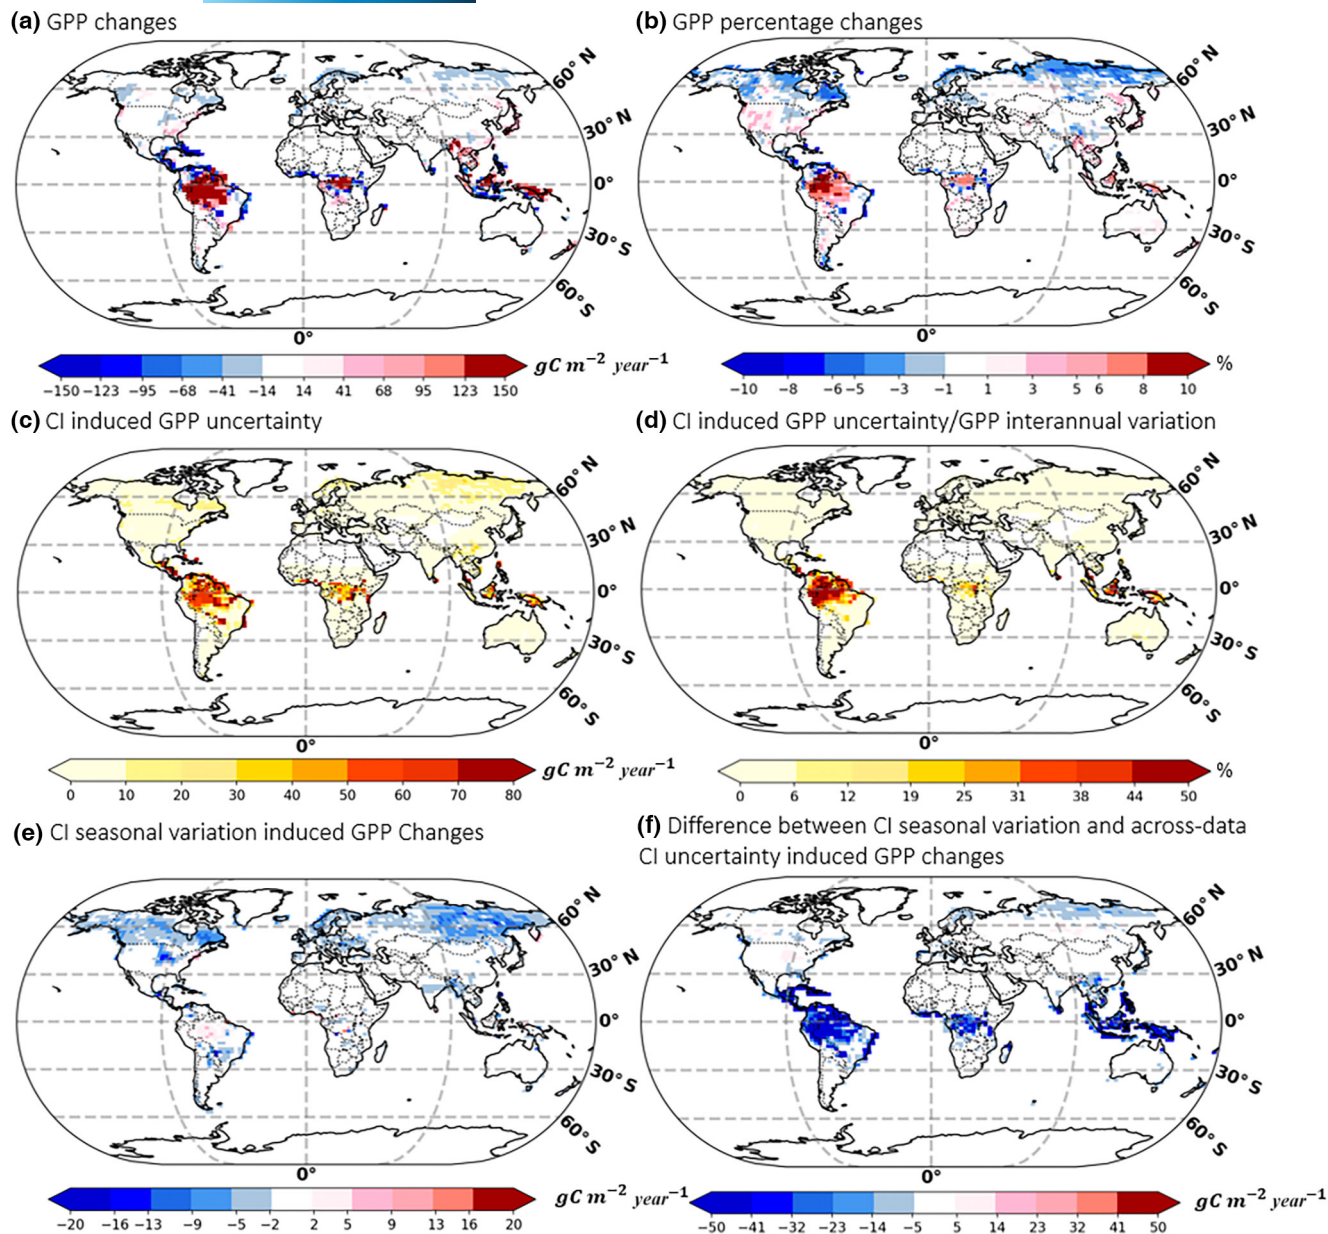 (a) GPP changes
(b) GPP percentage changes
60° N
30° N
0°
30° S
60° S
0°
60° N
30° N
0°
30° S
60° S
0°
−150 −123 −95 −68 −41 −14 14 41 68 95 123 150
gC m−2 year−1
−10 −8 −6 −5 −3 −1 1 3 5 6 8 10
%
(c) CI induced GPP uncertainty
(d) CI induced GPP uncertainty/GPP interannual variation
60° N
30° N
0°
30° S
60° S
0°
60° N
30° N
0°
30° S
60° S
0°
0 10 20 30 40 50 60 70 80
gC m−2 year−1
0 6 12 19 25 31 38 44 50
%
(e) CI seasonal variation induced GPP Changes
(f) Difference between CI seasonal variation and across-data
CI uncertainty induced GPP changes
60° N
30° N
0°
30° S
60° S
0°
60° N
30° N
0°
30° S
60° S
0°
−20 −16 −13 −9 −5 −2 2 5 9 13 16 20
gC m−2 year−1
−50 −41 −32 −23 −14 −5 5 14 23 32 41 50
gC m−2 year−1